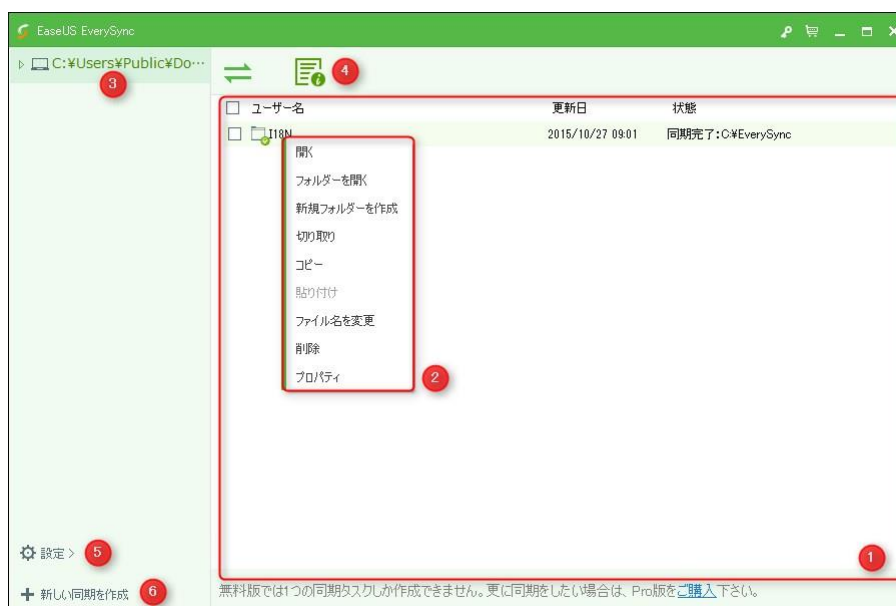 EaseUS EverySync
C:¥Users¥Public¥Do…
3
4
ユーザー名 更新日 状態
I18N 2015/10/27 09:01 同期完了:C:¥EverySync
開く
フォルダーを開く
新規フォルダーを作成
切り取り
コピー
貼り付け
ファイル名を変更
削除
プロパティ
2
1
設定 >
5
新しい同期を作成
6
無料版では1つの同期タスクしか作成できません。更に同期をしたい場合は、Pro版をご購入下さい。